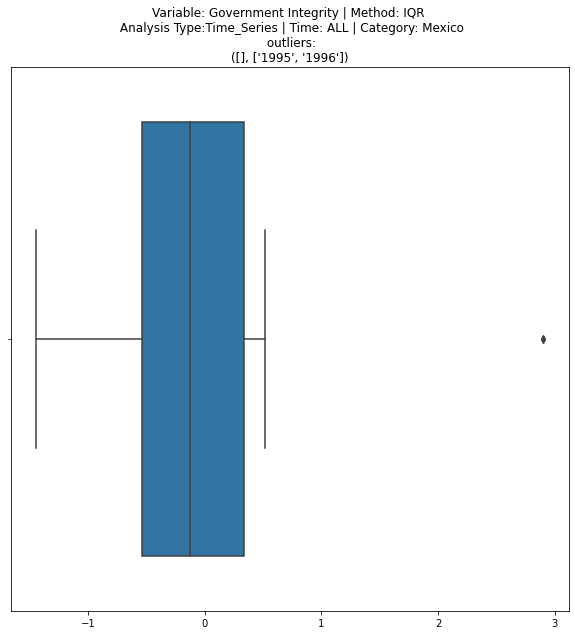 Variable: Government Integrity | Method: IQR
Analysis Type:Time_Series | Time: ALL | Category: Mexico
outliers:
([], ['1995', '1996'])
−1 0 1 2 3